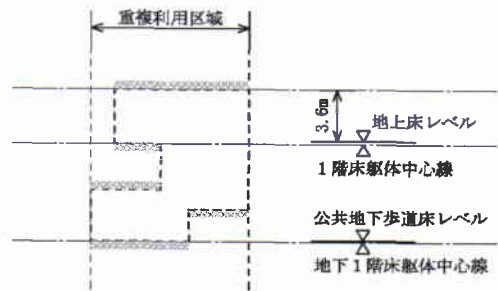 重複利用区域
3.6m
地上床レベル
1階床躯体中心線
公共地下歩道床レベル
地下1階床躯体中心線